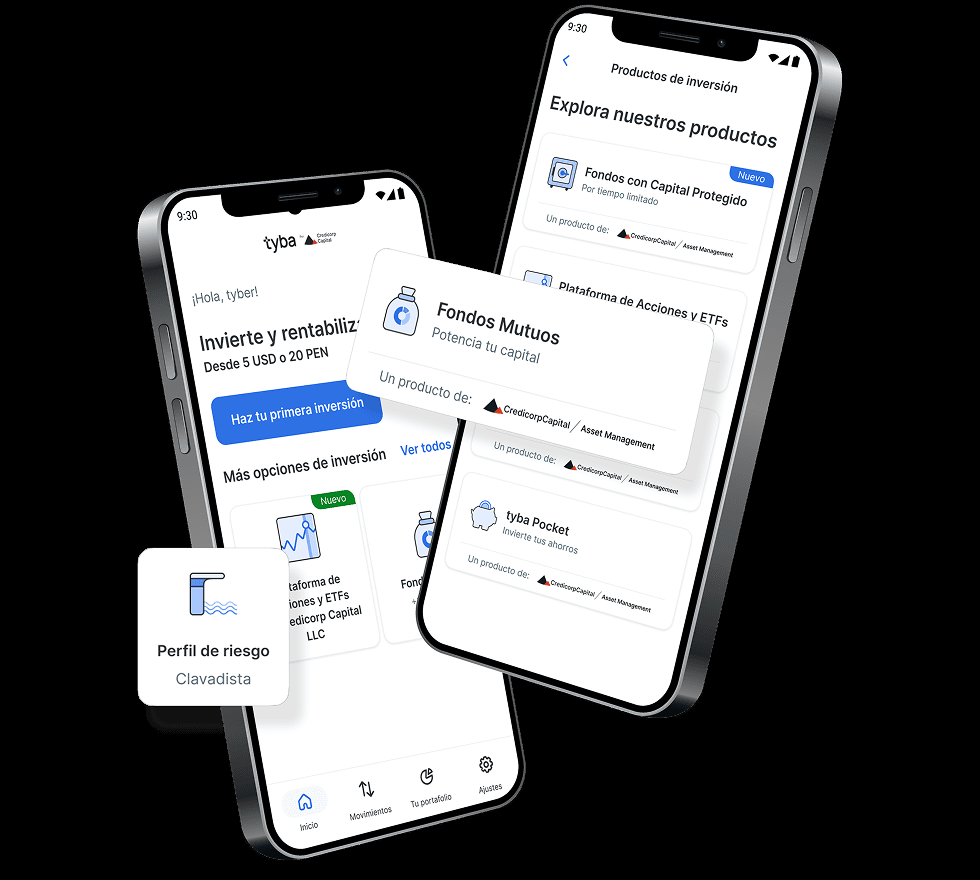 9:30
tyba
by
Credicorp
Capital
¡Hola, tyber!
Invierte y rentabiliz
Desde 5 USD o 20 PEN
Haz tu primera inversión
Más opciones de inversión
Ver todos
Nuevo
taforma de
iones y ETFs
edicorp Capital
LLC
Fond
Perfil de riesgo
Clavadista
Inicio
Movimientos
Tu portafolio
Ajustes
9:30
Productos de inversión
Explora nuestros productos
Nuevo
Fondos con Capital Protegido
Por tiempo limitado
Un producto de:
CredicorpCapital / Asset Management
Plataforma de Acciones y ETFs
Fondos Mutuos
Potencia tu capital
Un producto de:
CredicorpCapital / Asset Management
Un producto de:
CredicorpCapital / Asset Management
tyba Pocket
Invierte tus ahorros
Un producto de:
CredicorpCapital / Asset Management